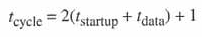 t_cycle = 2(t_startup + t_data) + 1